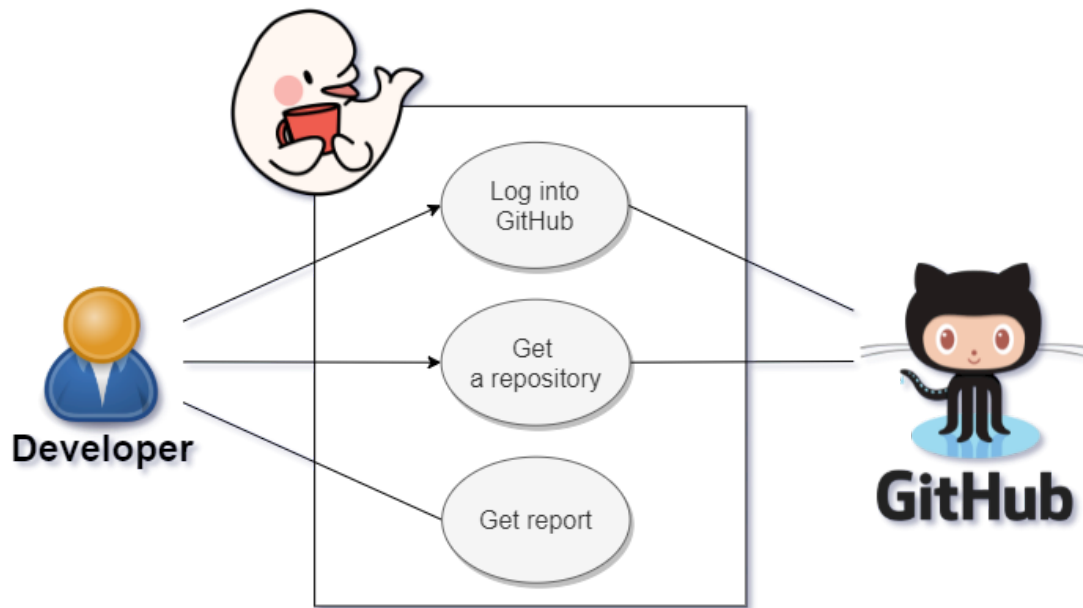 Log into
GitHub
Get
a repository
Developer
Get report
GitHub